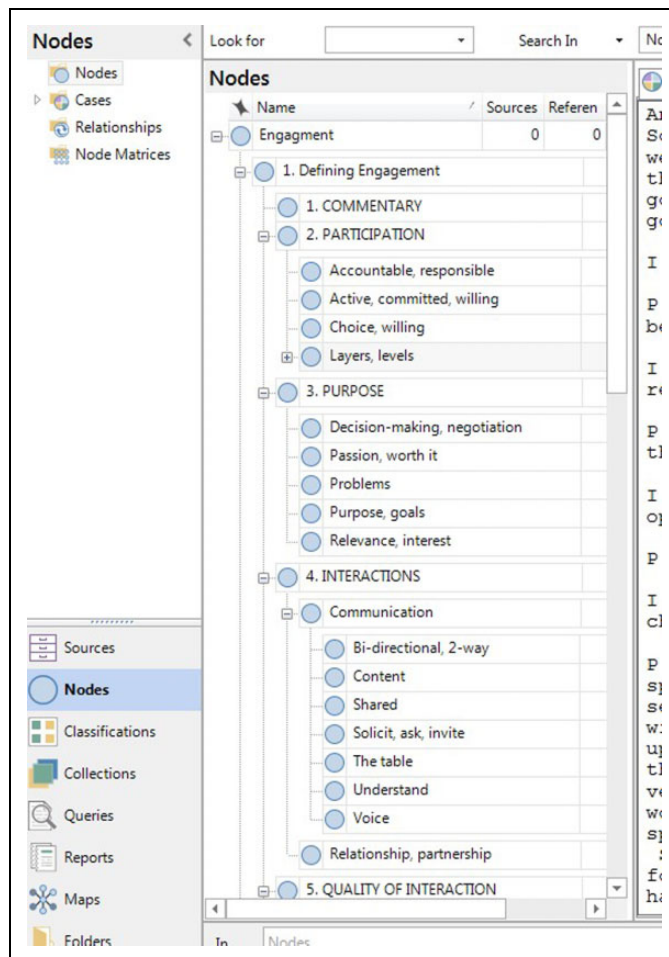 Nodes
Nodes
Cases
Relationships
Node Matrices
Sources
Nodes
Classifications
Collections
Queries
Reports
Maps
Folders
Look for
Search In
Nodes
Name Sources Referen
Engagment 0 0
1. Defining Engagement
1. COMMENTARY
2. PARTICIPATION
Accountable, responsible
Active, committed, willing
Choice, willing
Layers, levels
3. PURPOSE
Decision-making, negotiation
Passion, worth it
Problems
Purpose, goals
Relevance, interest
4. INTERACTIONS
Communication
Bi-directional, 2-way
Content
Shared
Solicit, ask, invite
The table
Understand
Voice
Relationship, partnership
5. QUALITY OF INTERACTION
In Nodes
I
P
I
P
I
P
I
P